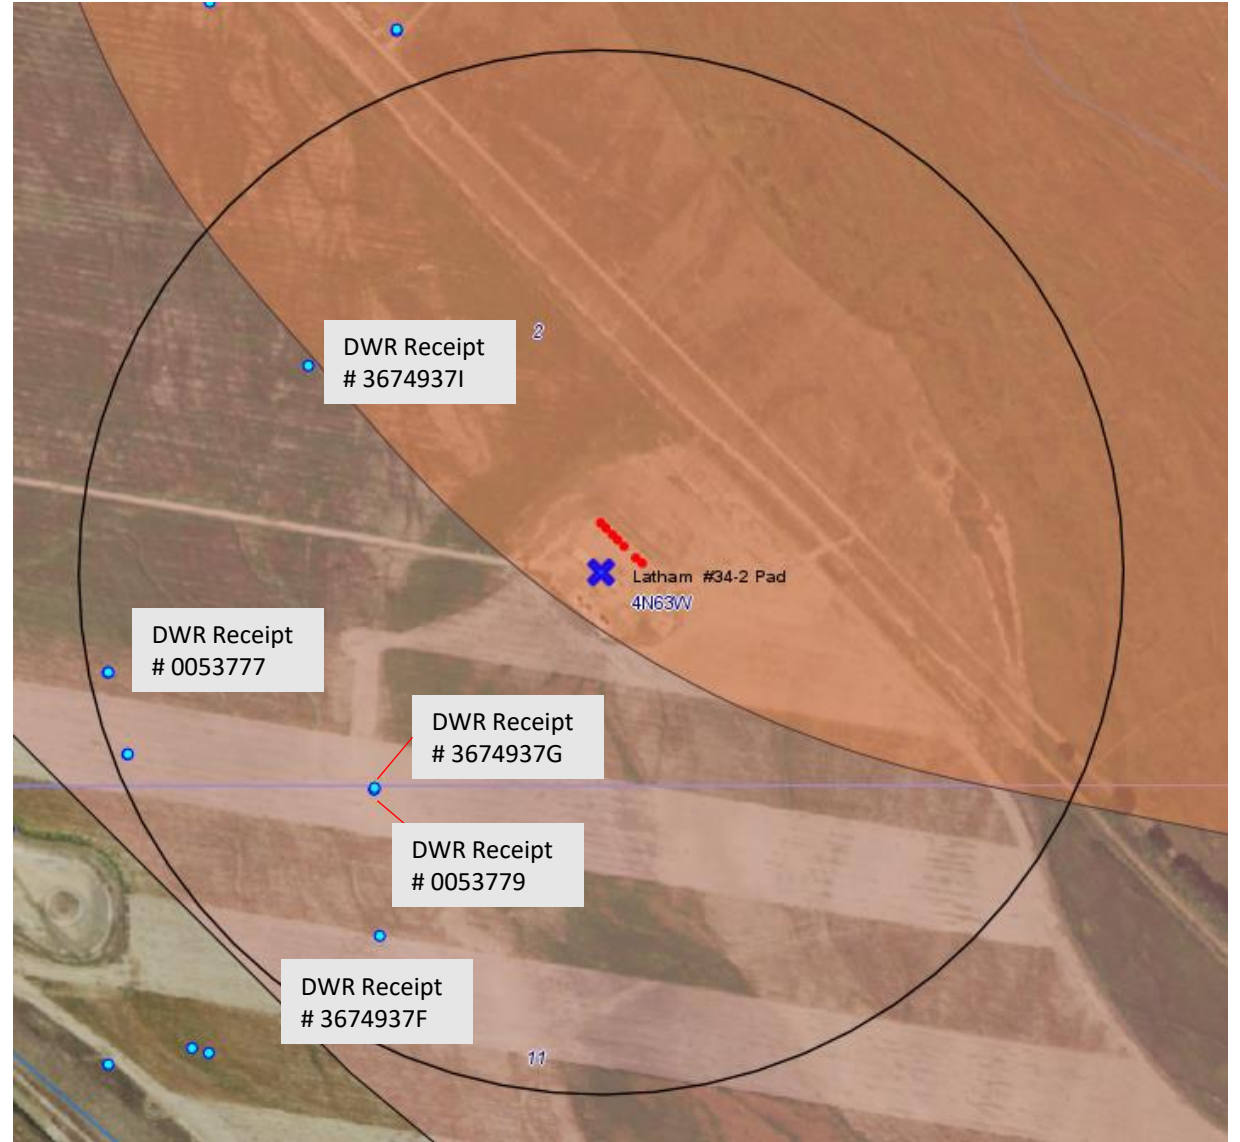 2
DWR Receipt
# 3674937I
Latham #34-2 Pad
4N63W
DWR Receipt
# 0053777
DWR Receipt
# 3674937G
DWR Receipt
# 0053779
DWR Receipt
# 3674937F
11